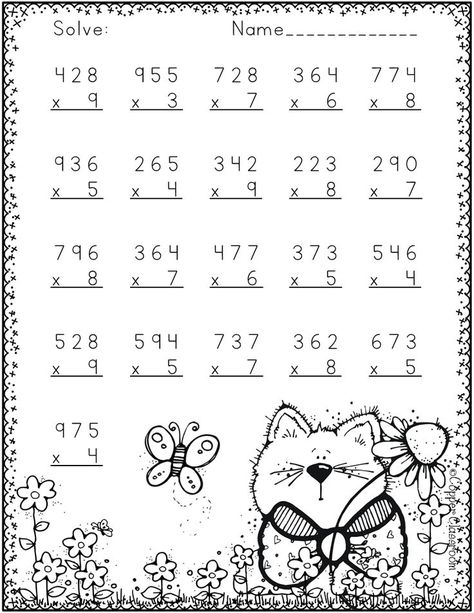 Solve: Name_____________
428 955 728 364 774
x 9 x 3 x 7 x 6 x 8
936 265 342 223 290
x 5 x 4 x 9 x 8 x 7
796 364 477 373 546
x 8 x 7 x 6 x 5 x 4
528 594 737 362 673
x 9 x 5 x 7 x 8 x 5
975
x 4